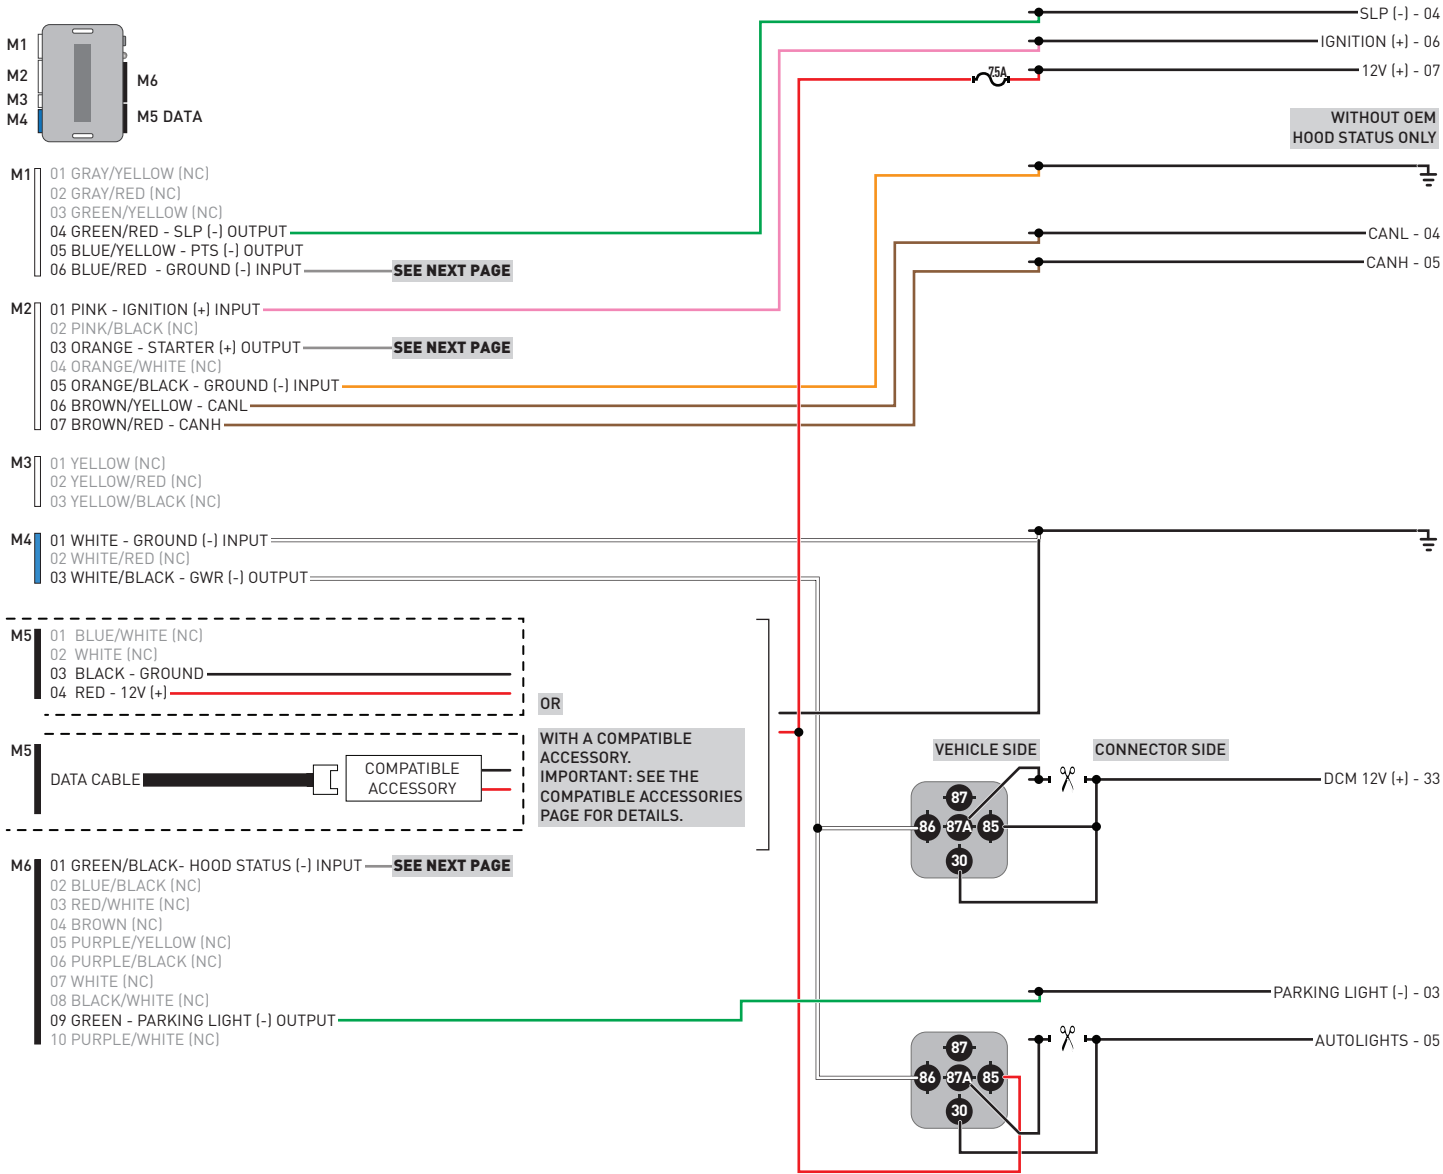 M1
M2
M3
M4
M6
M5 DATA
SLP (-) - 04
IGNITION (+) - 06
7.5A
12V (+) - 07
WITHOUT OEM
HOOD STATUS ONLY
CANL - 04
CANH - 05
M1
01 GRAY/YELLOW (NC)
02 GRAY/RED (NC)
03 GREEN/YELLOW (NC)
04 GREEN/RED - SLP (-) OUTPUT
05 BLUE/YELLOW - PTS (-) OUTPUT
06 BLUE/RED - GROUND (-) INPUT
SEE NEXT PAGE
M2
01 PINK - IGNITION (+) INPUT
02 PINK/BLACK (NC)
03 ORANGE - STARTER (+) OUTPUT
SEE NEXT PAGE
04 ORANGE/WHITE (NC)
05 ORANGE/BLACK - GROUND (-) INPUT
06 BROWN/YELLOW - CANL
07 BROWN/RED - CANH
M3
01 YELLOW (NC)
02 YELLOW/RED (NC)
03 YELLOW/BLACK (NC)
M4
01 WHITE - GROUND (-) INPUT
02 WHITE/RED (NC)
03 WHITE/BLACK - GWR (-) OUTPUT
M5
01 BLUE/WHITE (NC)
02 WHITE (NC)
03 BLACK - GROUND
04 RED - 12V (+)
OR
M5
DATA CABLE
COMPATIBLE
ACCESSORY
WITH A COMPATIBLE
ACCESSORY.
IMPORTANT: SEE THE
COMPATIBLE ACCESSORIES
PAGE FOR DETAILS.
VEHICLE SIDE
CONNECTOR SIDE
DCM 12V (+) - 33
87
86
87A
85
30
M6
01 GREEN/BLACK- HOOD STATUS (-) INPUT
SEE NEXT PAGE
02 BLUE/BLACK (NC)
03 RED/WHITE (NC)
04 BROWN (NC)
05 PURPLE/YELLOW (NC)
06 PURPLE/BLACK (NC)
07 WHITE (NC)
08 BLACK/WHITE (NC)
09 GREEN - PARKING LIGHT (-) OUTPUT
10 PURPLE/WHITE (NC)
PARKING LIGHT (-) - 03
AUTOLIGHTS - 05
87
86
87A
85
30